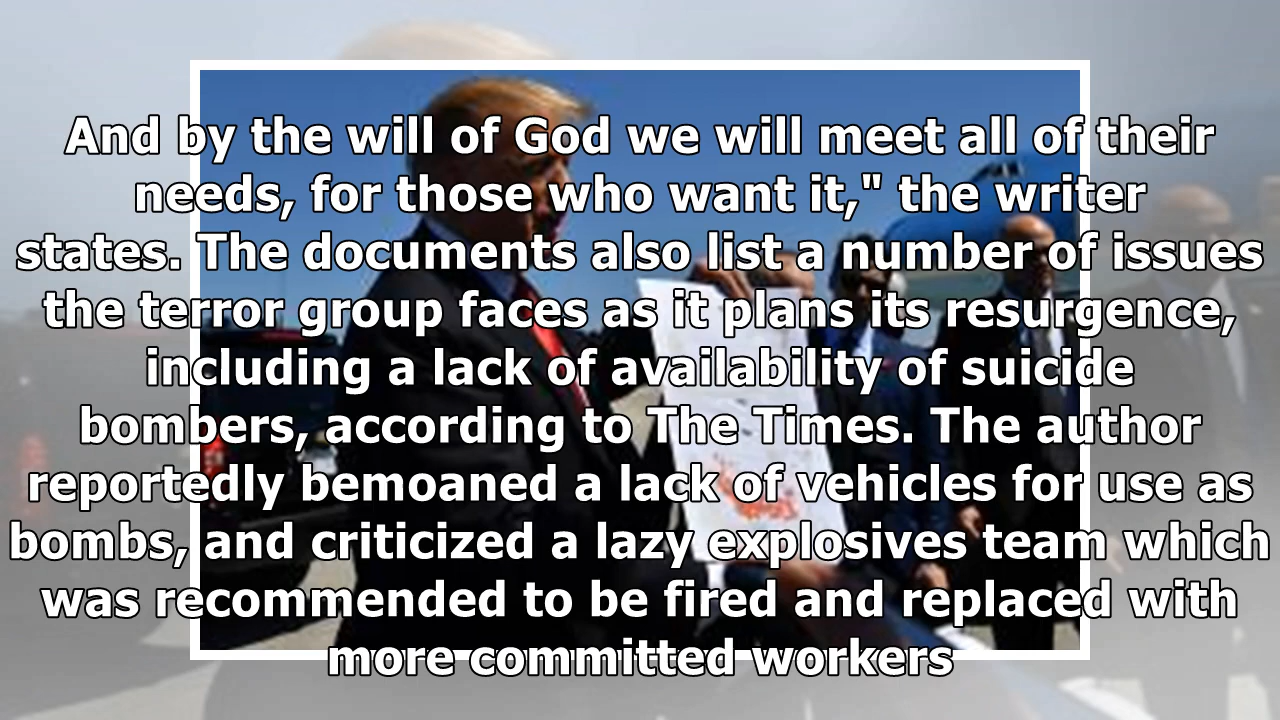 And by the will of God we will meet all of their
needs, for those who want it," the writer
states. The documents also list a number of issues
the terror group faces as it plans its resurgence,
including a lack of availability of suicide
bombers, according to The Times. The author
reportedly bemoaned a lack of vehicles for use as
bombs, and criticized a lazy explosives team which
was recommended to be fired and replaced with
more committed workers